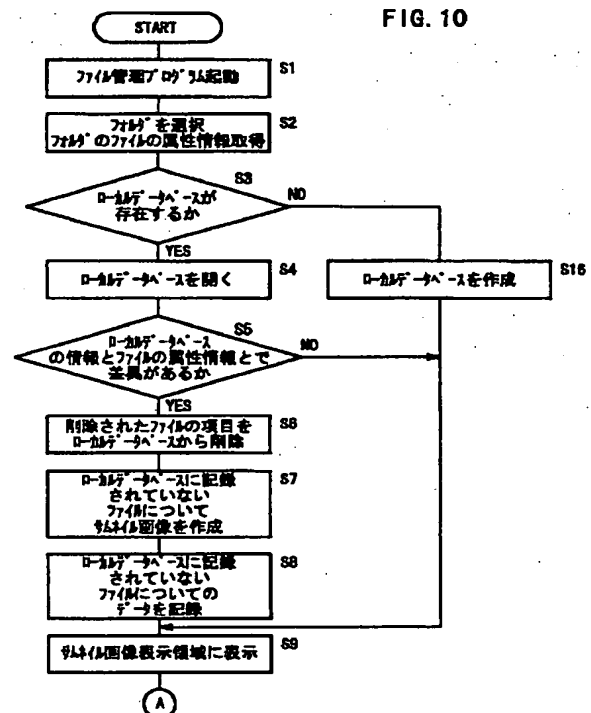 FIG. 10
START
ファイル管理プログラム起動
S1
フォルダを選択
フォルダのファイルの属性情報取得
S2
S3
ローカルデータベースが
存在するか
NO
YES
ローカルデータベースを開く
S4
ローカルデータベースを作成
S16
S5
ローカルデータベース
の情報とファイルの属性情報とで
差異があるか
NO
YES
削除されたファイルの項目を
ローカルデータベースから削除
S6
ローカルデータベースに記録
されていない
ファイルについて
サムネイル画像を作成
S7
ローカルデータベースに記録
されていない
ファイルについての
データを記録
S8
サムネイル画像表示領域に表示
S9
A